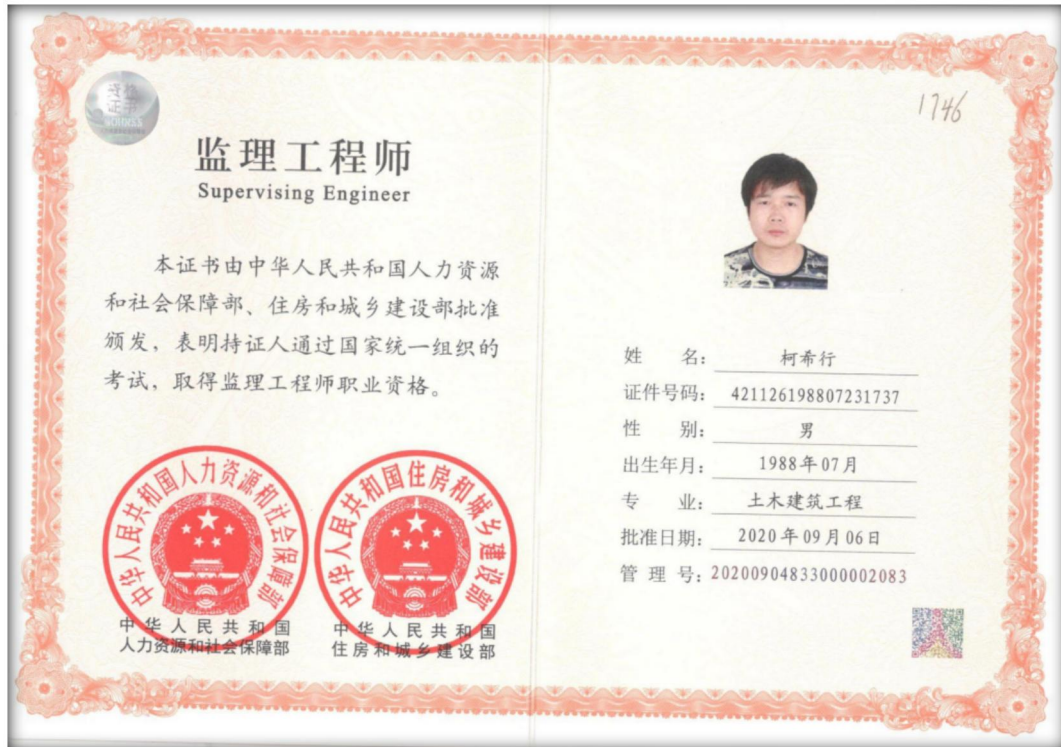 资格
证书
监理工程师
Supervising Engineer
本证书由中华人民共和国人力资源
和社会保障部、住房和城乡建设部批准
颁发，表明持证人通过国家统一组织的
考试，取得监理工程师职业资格。
中华人民共和国人力资源和社会保障部
中华人民共和国
人力资源和社会保障部
中华人民共和国住房和城乡建设部
中华人民共和国
住房和城乡建设部
1746
姓 名：柯希行
证件号码：421126198807231737
性 别：男
出生年月：1988年07月
专 业：土木建筑工程
批准日期：2020年09月06日
管 理 号：20200904833000002083